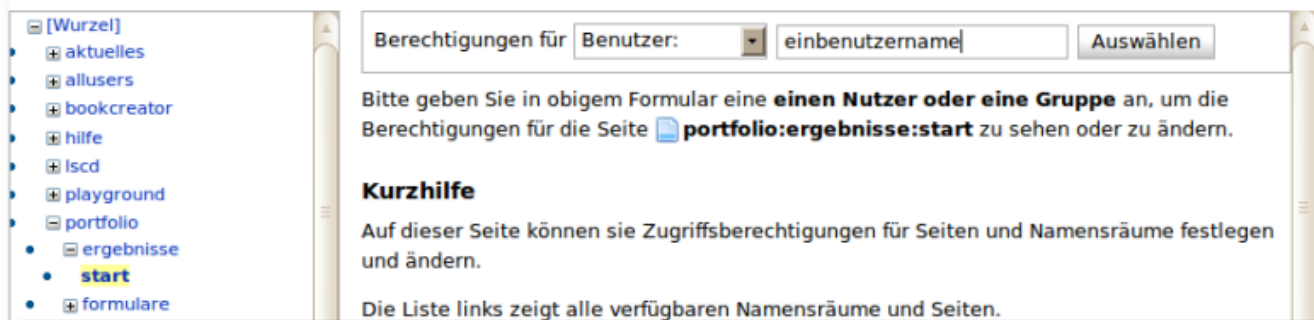 [Wurzel]
aktuelles
allusers
bookcreator
hilfe
lscd
playground
portfolio
ergebnisse
start
formulare
Berechtigungen für Benutzer: einbenutzername Auswählen
Bitte geben Sie in obigem Formular eine einen Nutzer oder eine Gruppe an, um die
Berechtigungen für die Seite portfolio:ergebnisse:start zu sehen oder zu ändern.
Kurzhilfe
Auf dieser Seite können sie Zugriffsberechtigungen für Seiten und Namensräume festlegen
und ändern.
Die Liste links zeigt alle verfügbaren Namensräume und Seiten.